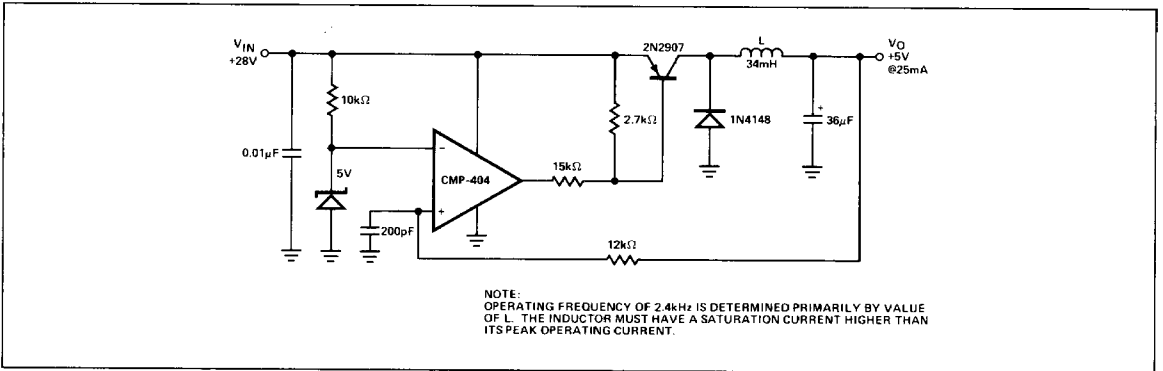 VIN
+28V
2N2907
L
34mH
VO
+5V
@25mA
10kΩ
2.7kΩ
1N4148
+
36µF
0.01µF
5V
−
CMP-404
+
15kΩ
200pF
12kΩ
NOTE:
OPERATING FREQUENCY OF 2.4kHz IS DETERMINED PRIMARILY BY VALUE
OF L. THE INDUCTOR MUST HAVE A SATURATION CURRENT HIGHER THAN
ITS PEAK OPERATING CURRENT.